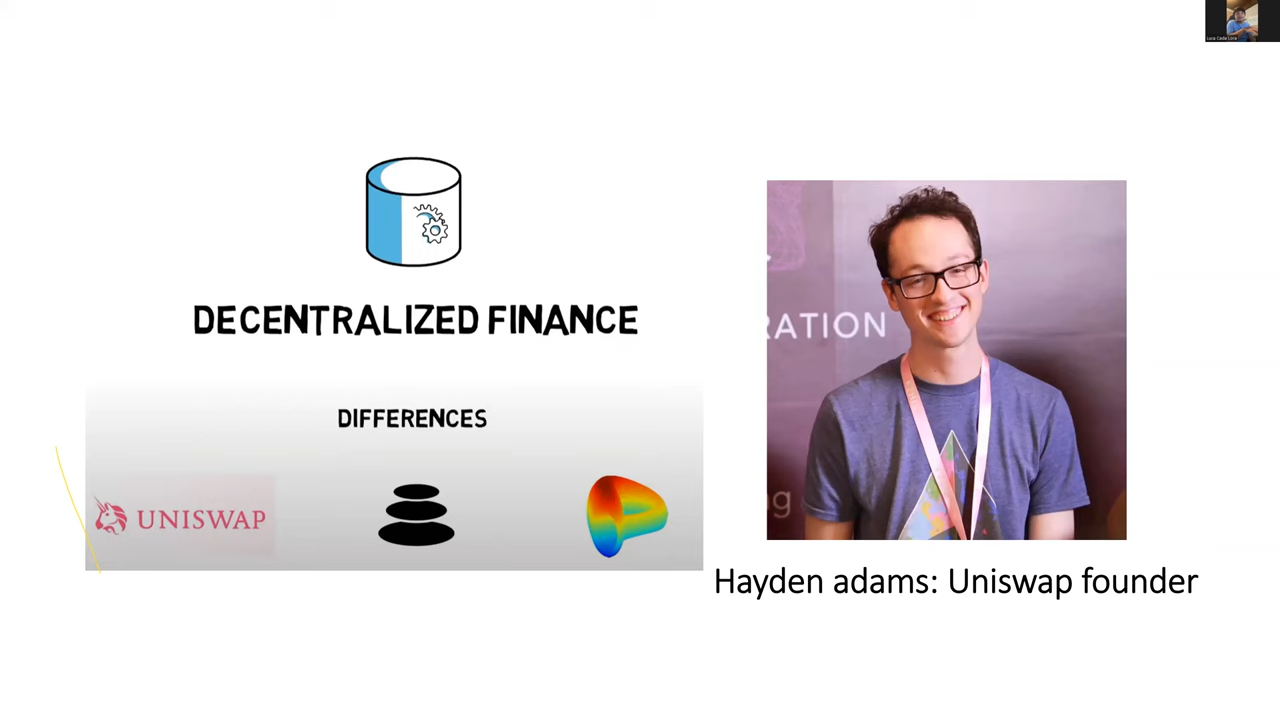 DECENTRALIZED FINANCE
DIFFERENCES
UNISWAP
RATION
Hayden adams: Uniswap founder